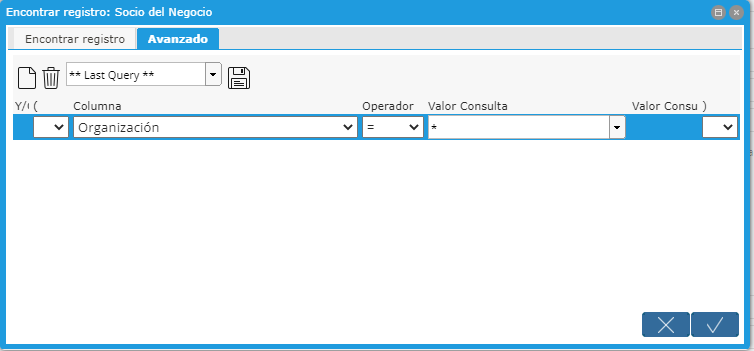 Encontrar registro: Socio del Negocio
Encontrar registro Avanzado
** Last Query **
Y/( ( Columna Operador Valor Consulta Valor Consu )
Organización = *